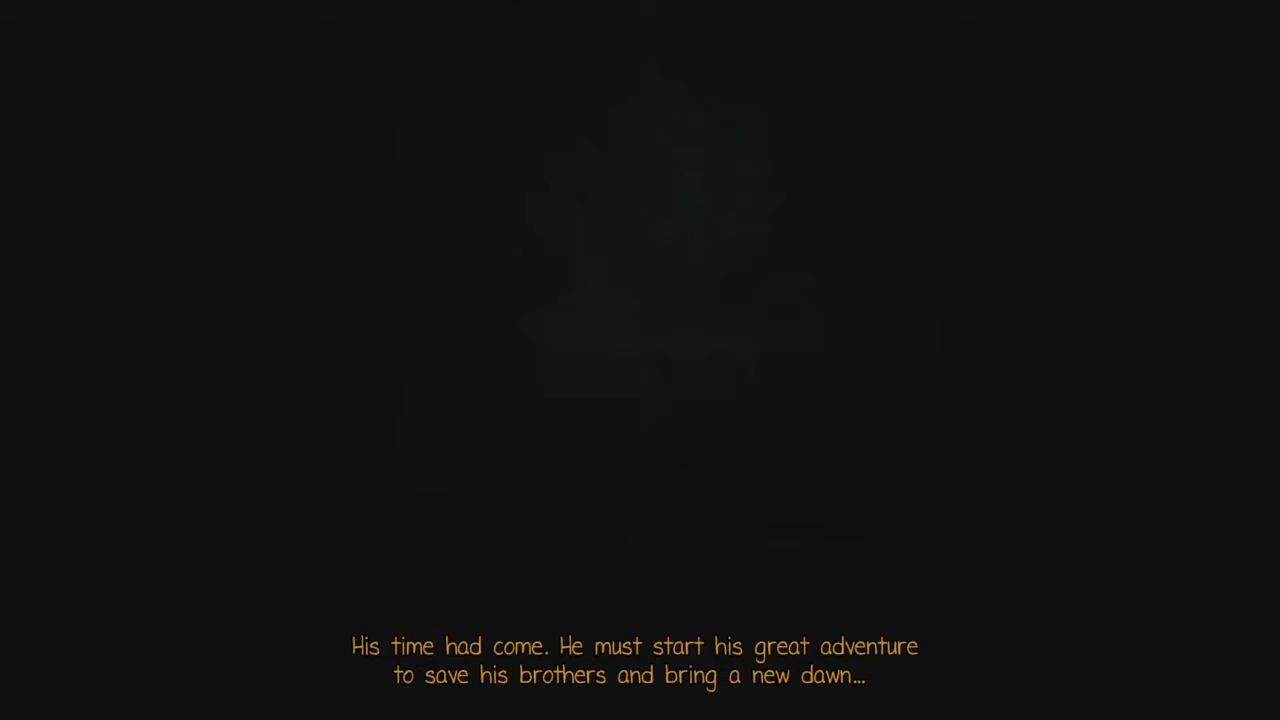 His time had come. He must start his great adventure
to save his brothers and bring a new dawn...